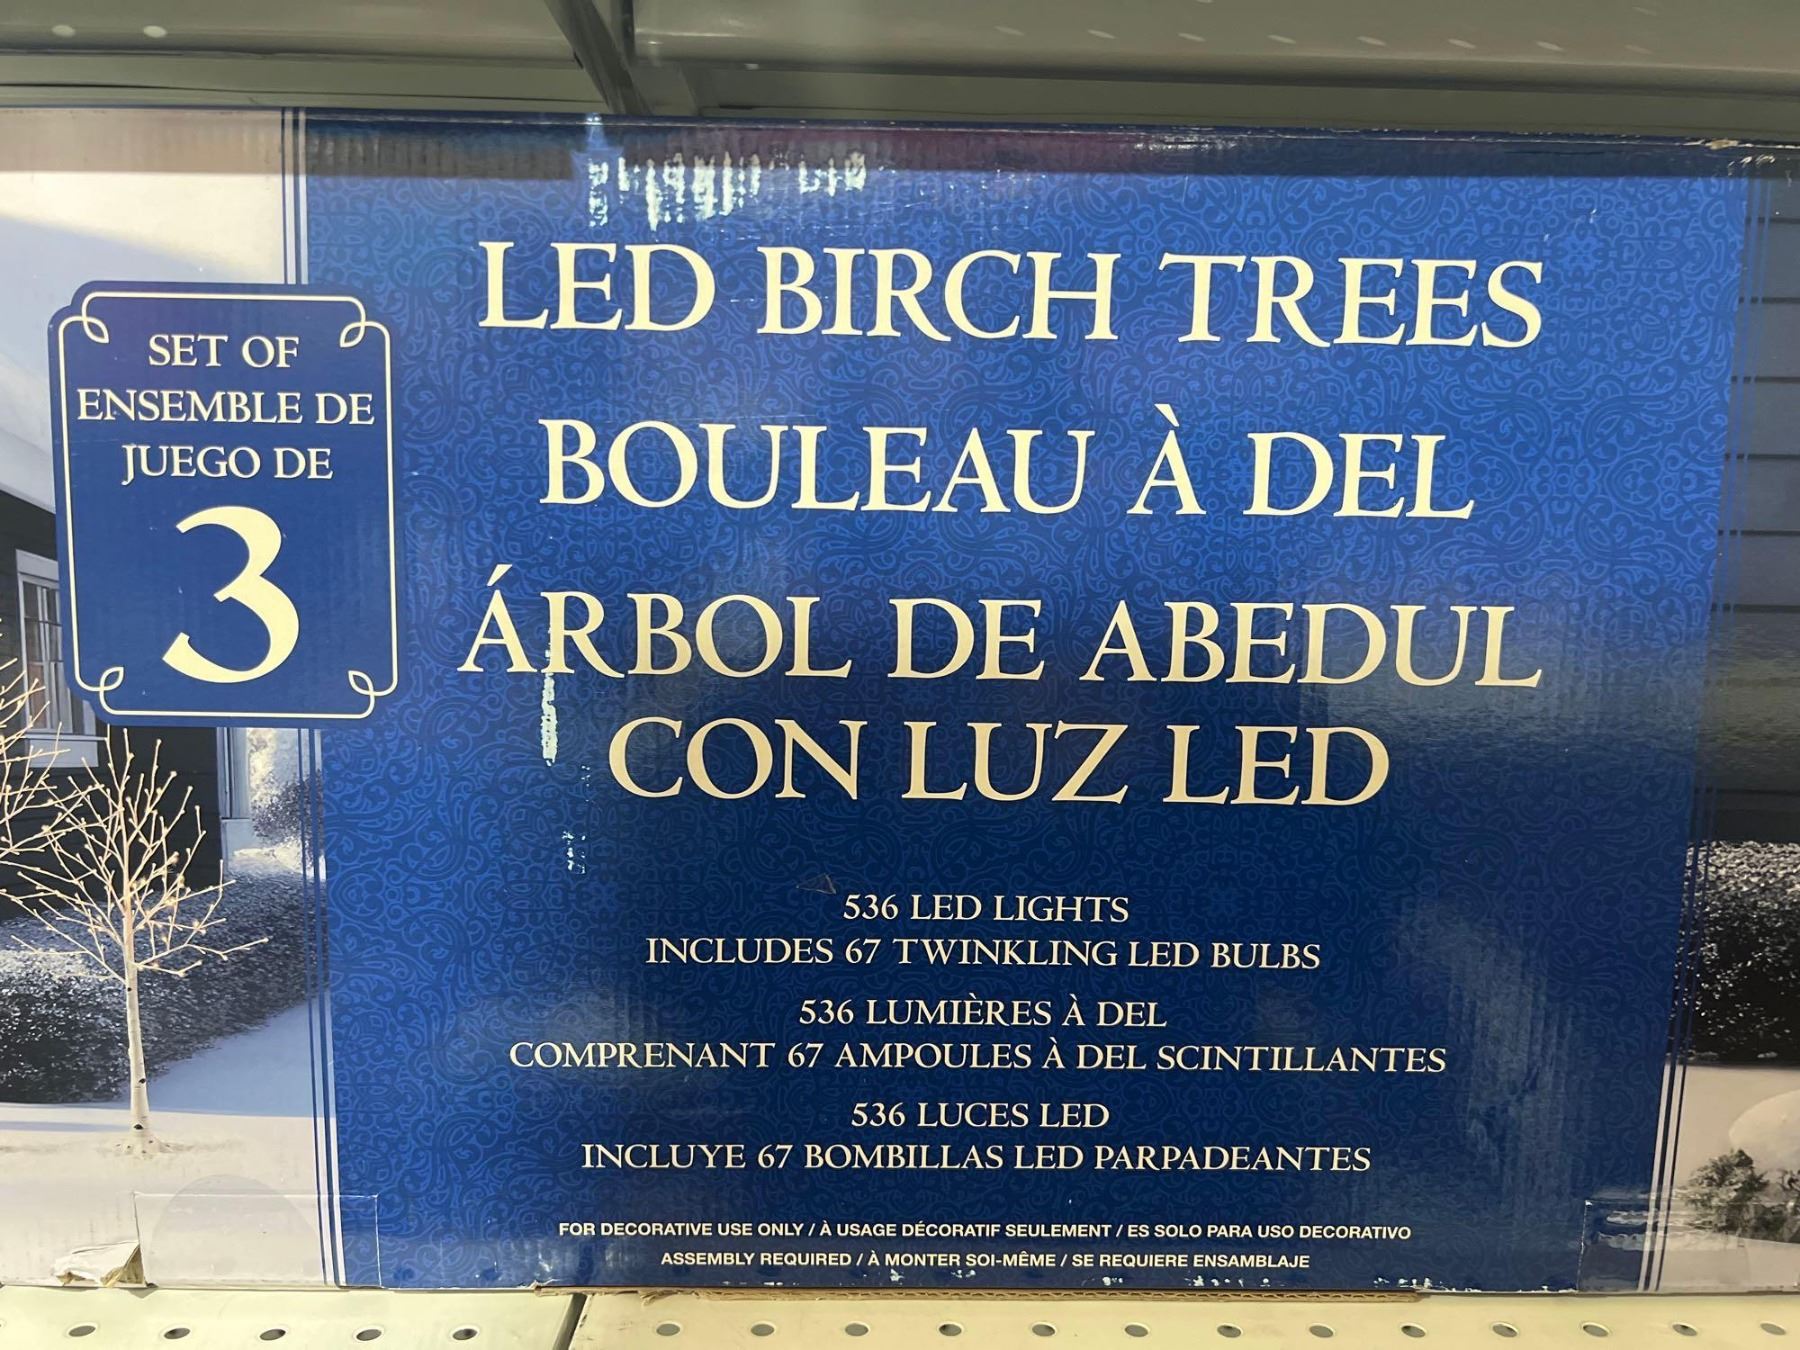 SET OF
ENSEMBLE DE
JUEGO DE
3
LED BIRCH TREES
BOULEAU À DEL
ÁRBOL DE ABEDUL
CON LUZ LED
536 LED LIGHTS
INCLUDES 67 TWINKLING LED BULBS
536 LUMIÈRES À DEL
COMPRENANT 67 AMPOULES À DEL SCINTILLANTES
536 LUCES LED
INCLUYE 67 BOMBILLAS LED PARPADEANTES
FOR DECORATIVE USE ONLY / À USAGE DÉCORATIF SEULEMENT / ES SOLO PARA USO DECORATIVO
ASSEMBLY REQUIRED / À MONTER SOI-MÊME / SE REQUIERE ENSAMBLAJE